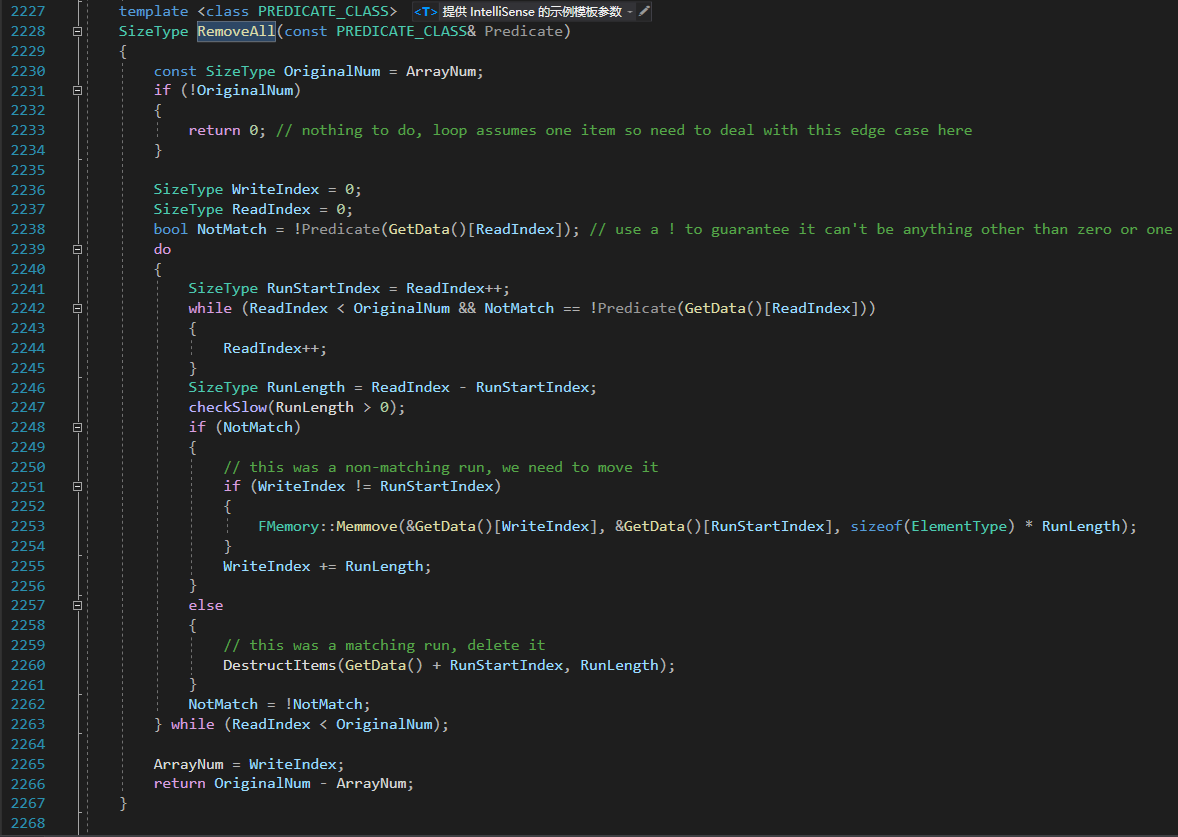 2227 template <class PREDICATE_CLASS> <T> 提供 IntelliSense 的示例模板参数
2228 SizeType RemoveAll(const PREDICATE_CLASS& Predicate)
2229 {
2230 const SizeType OriginalNum = ArrayNum;
2231 if (!OriginalNum)
2232 {
2233 return 0; // nothing to do, loop assumes one item so need to deal with this edge case here
2234 }
2235
2236 SizeType WriteIndex = 0;
2237 SizeType ReadIndex = 0;
2238 bool NotMatch = !Predicate(GetData()[ReadIndex]); // use a ! to guarantee it can't be anything other than zero or one
2239 do
2240 {
2241 SizeType RunStartIndex = ReadIndex++;
2242 while (ReadIndex < OriginalNum && NotMatch == !Predicate(GetData()[ReadIndex]))
2243 {
2244 ReadIndex++;
2245 }
2246 SizeType RunLength = ReadIndex - RunStartIndex;
2247 checkSlow(RunLength > 0);
2248 if (NotMatch)
2249 {
2250 // this was a non-matching run, we need to move it
2251 if (WriteIndex != RunStartIndex)
2252 {
2253 FMemory::Memmove(&GetData()[WriteIndex], &GetData()[RunStartIndex], sizeof(ElementType) * RunLength);
2254 }
2255 WriteIndex += RunLength;
2256 }
2257 else
2258 {
2259 // this was a matching run, delete it
2260 DestructItems(GetData() + RunStartIndex, RunLength);
2261 }
2262 NotMatch = !NotMatch;
2263 } while (ReadIndex < OriginalNum);
2264
2265 ArrayNum = WriteIndex;
2266 return OriginalNum - ArrayNum;
2267 }
2268